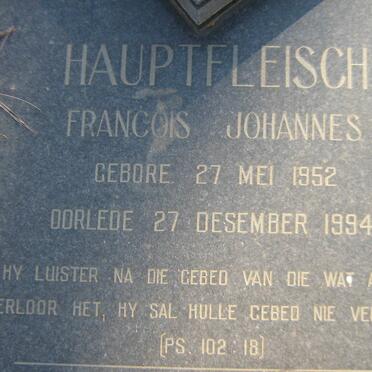 HAUPTFLEISCH
FRANCOIS JOHANNES
GEBORE 27 MEI 1952
OORLEDE 27 DESEMBER 1994
HY LUISTER NA DIE GEBED VAN DIE WAT
HET, HY SAL HULLE GEBED NIE
(PS. 102:18)